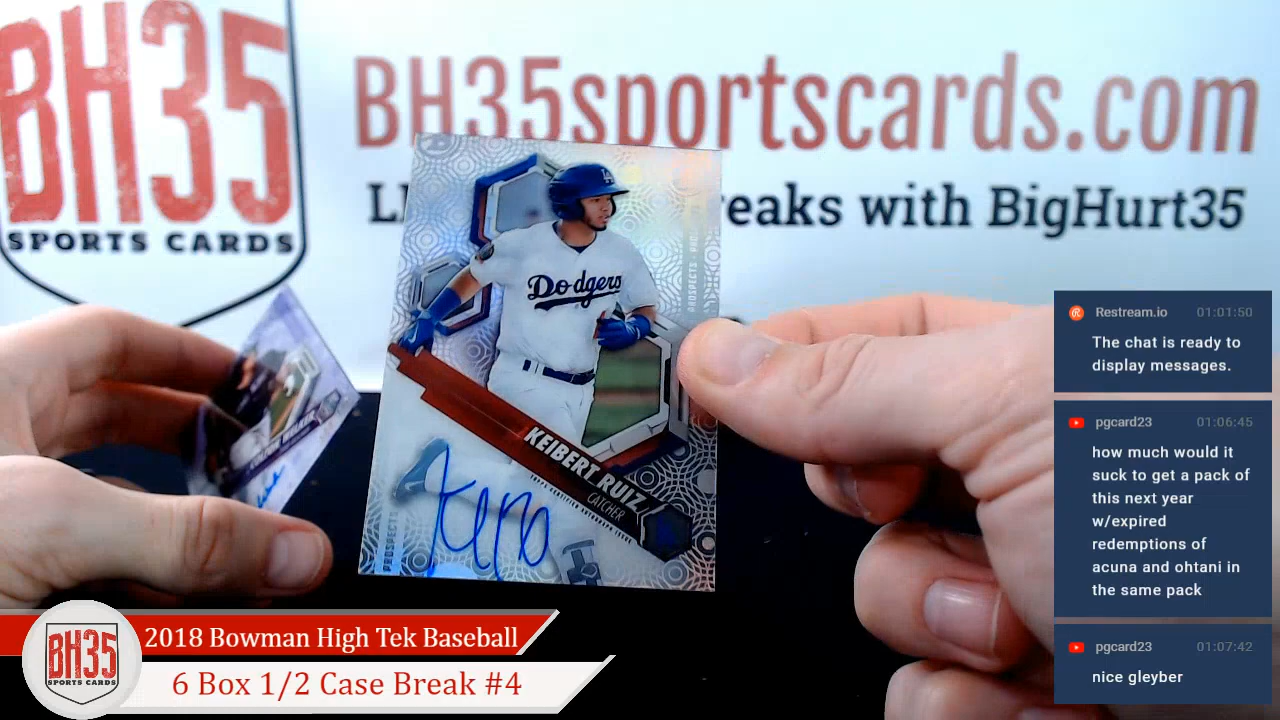 BH35
SPORTS CARDS
BH35sportscards.com
reaks with BigHurt35
Dodgers
PROSPECTS
KEIBERT RUIZ
CATCHER
PROSPECTS
Restream.io 01:01:50
The chat is ready to
display messages.
pgcard23 01:06:45
how much would it
suck to get a pack of
this next year
w/expired
redemptions of
acuna and ohtani in
the same pack
pgcard23 01:07:42
nice gleyber
BH35
SPORTS CARDS
2018 Bowman High Tek Baseball
6 Box 1/2 Case Break #4